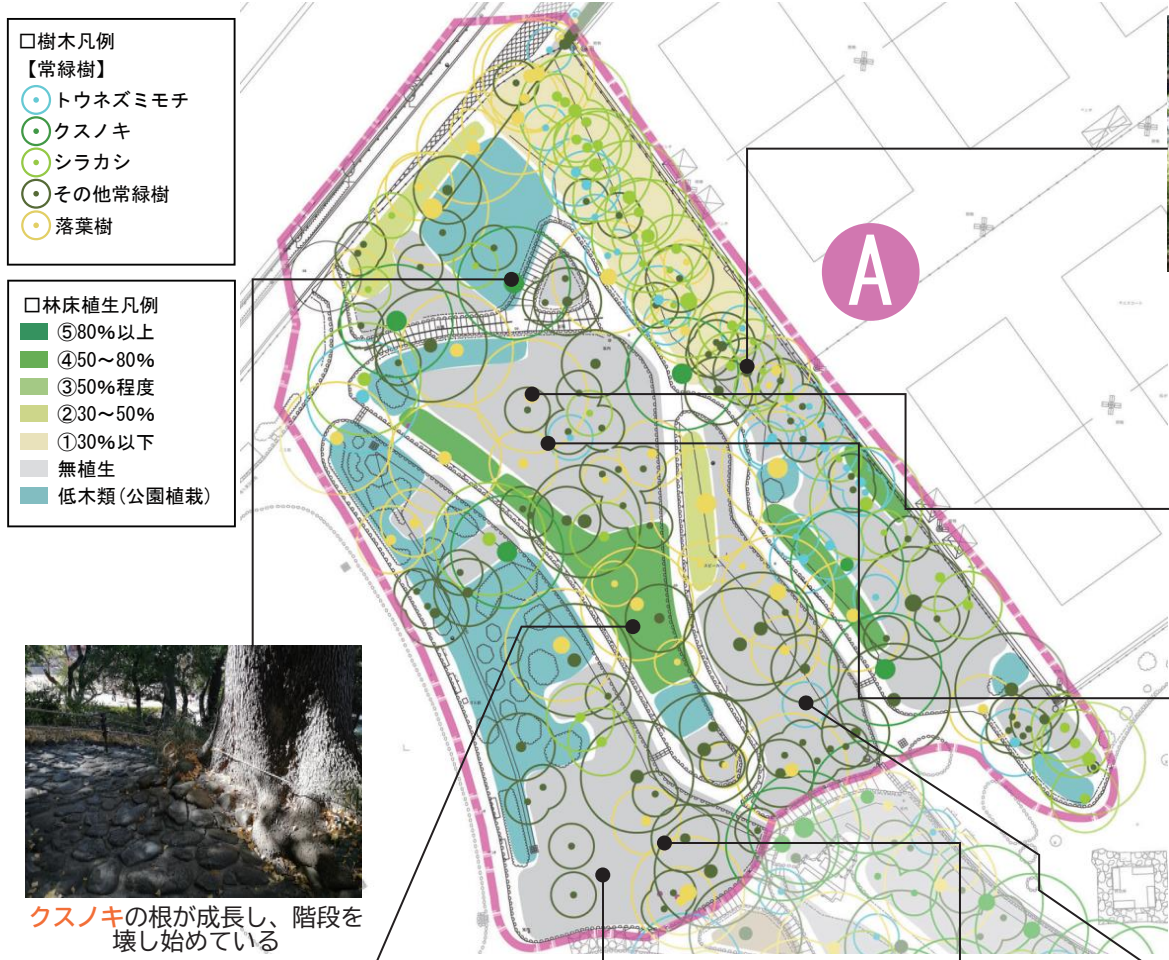 □樹木凡例
【常緑樹】
トウネズミモチ
クスノキ
シラカシ
その他常緑樹
落葉樹
□林床植生凡例
⑤80%以上
④50～80%
③50%程度
②30～50%
①30%以下
無植生
低木類(公園植栽)
A
クスノキの根が成長し、階段を
壊し始めている